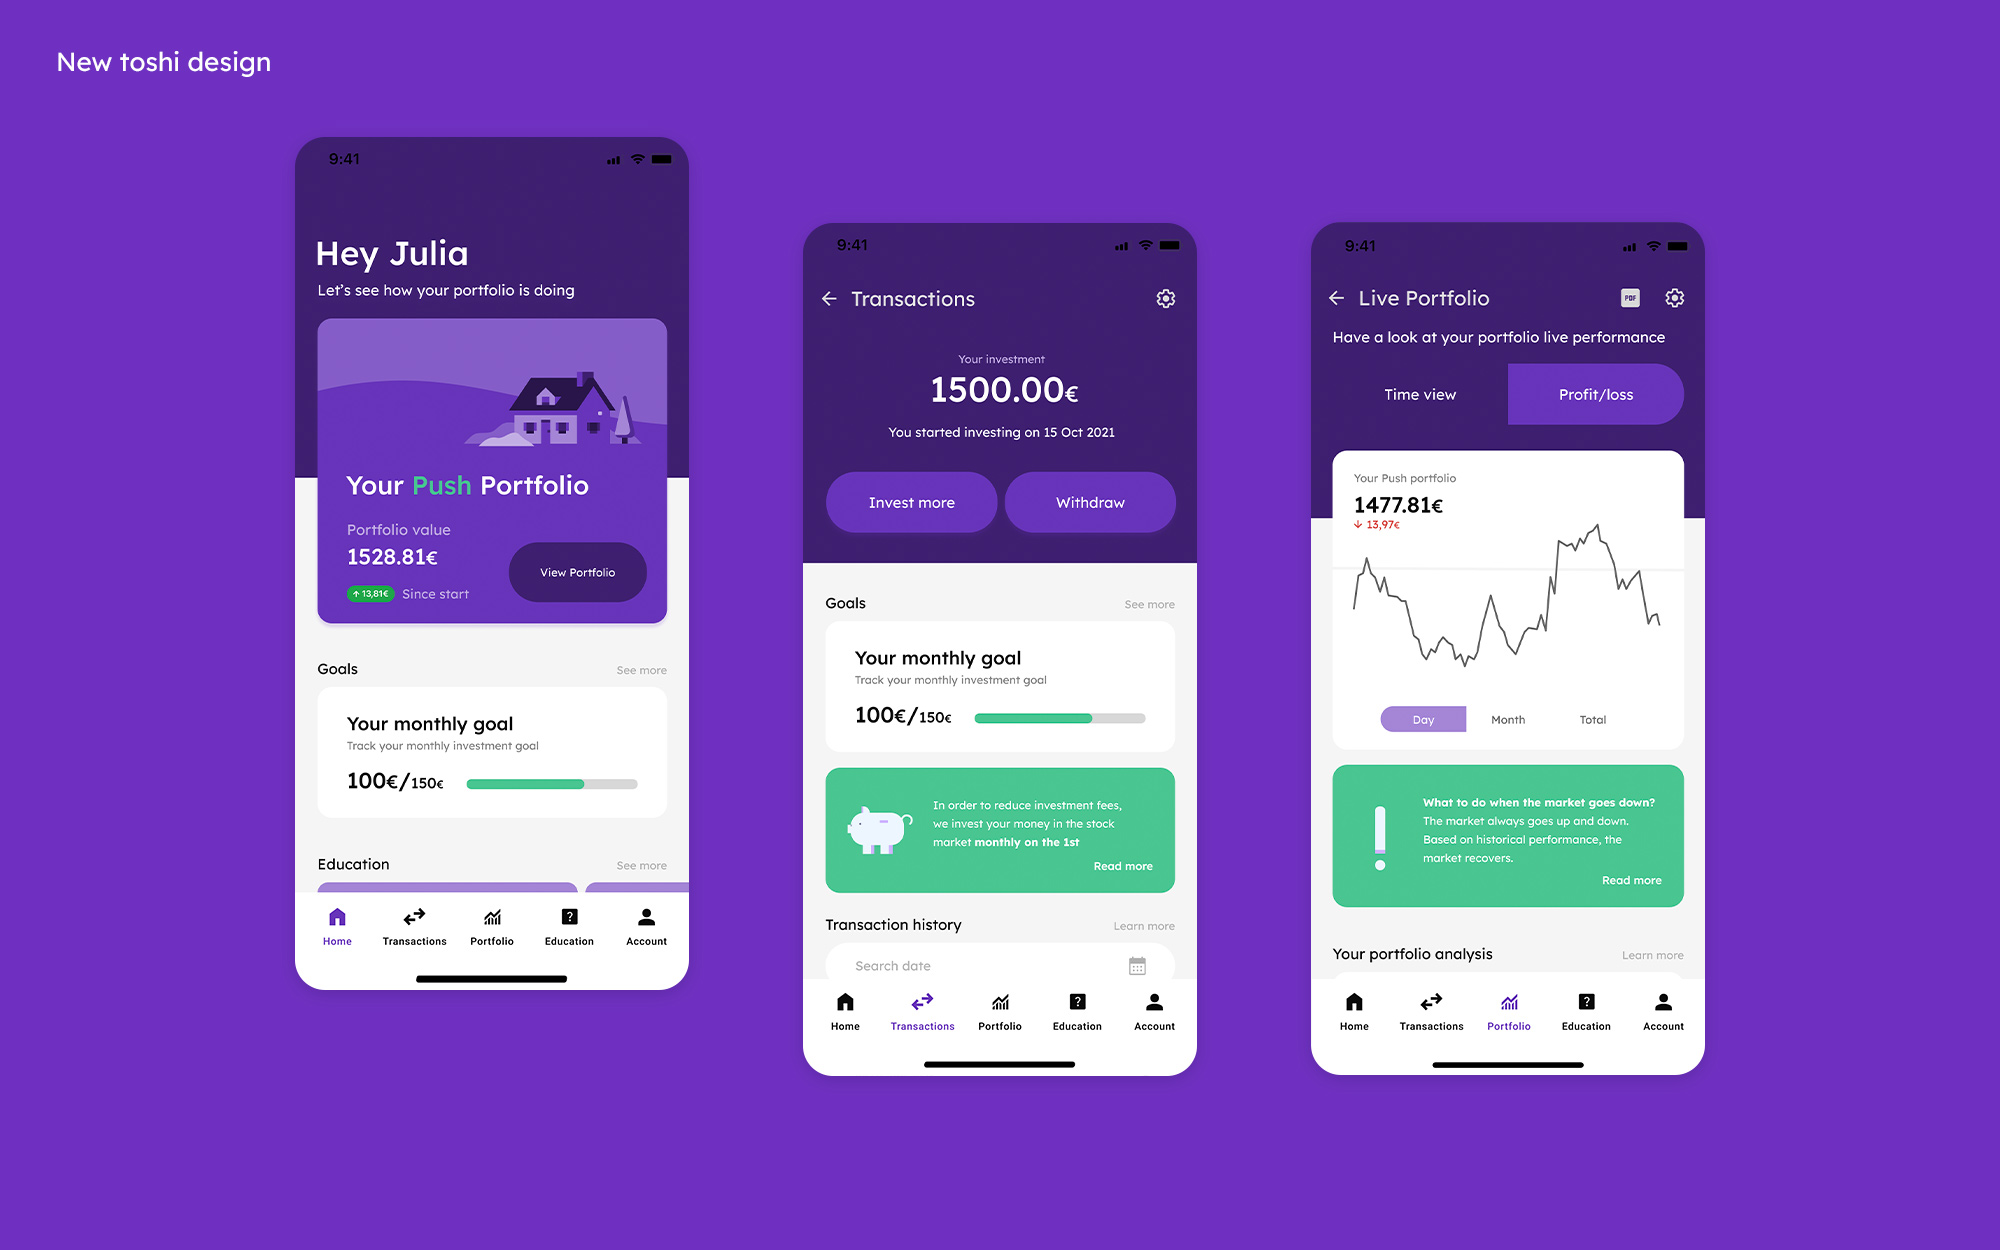 New toshi design
9:41
Hey Julia
Let's see how your portfolio is doing
Your Push Portfolio
Portfolio value
1528.81€
View Portfolio
↑ 13,81€ Since start
Goals See more
Your monthly goal
Track your monthly investment goal
100€/150€
Education See more
Home Transactions Portfolio Education Account
9:41
← Transactions
Your investment
1500.00€
You started investing on 15 Oct 2021
Invest more Withdraw
Goals See more
Your monthly goal
Track your monthly investment goal
100€/150€
In order to reduce investment fees,
we invest your money in the stock
market monthly on the 1st
Read more
Transaction history Learn more
Search date
Home Transactions Portfolio Education Account
9:41
← Live Portfolio PDF
Have a look at your portfolio live performance
Time view Profit/loss
Your Push portfolio
1477.81€
↓ 13,97€
Day Month Total
What to do when the market goes down?
The market always goes up and down.
Based on historical performance, the
market recovers.
Read more
Your portfolio analysis Learn more
Home Transactions Portfolio Education Account